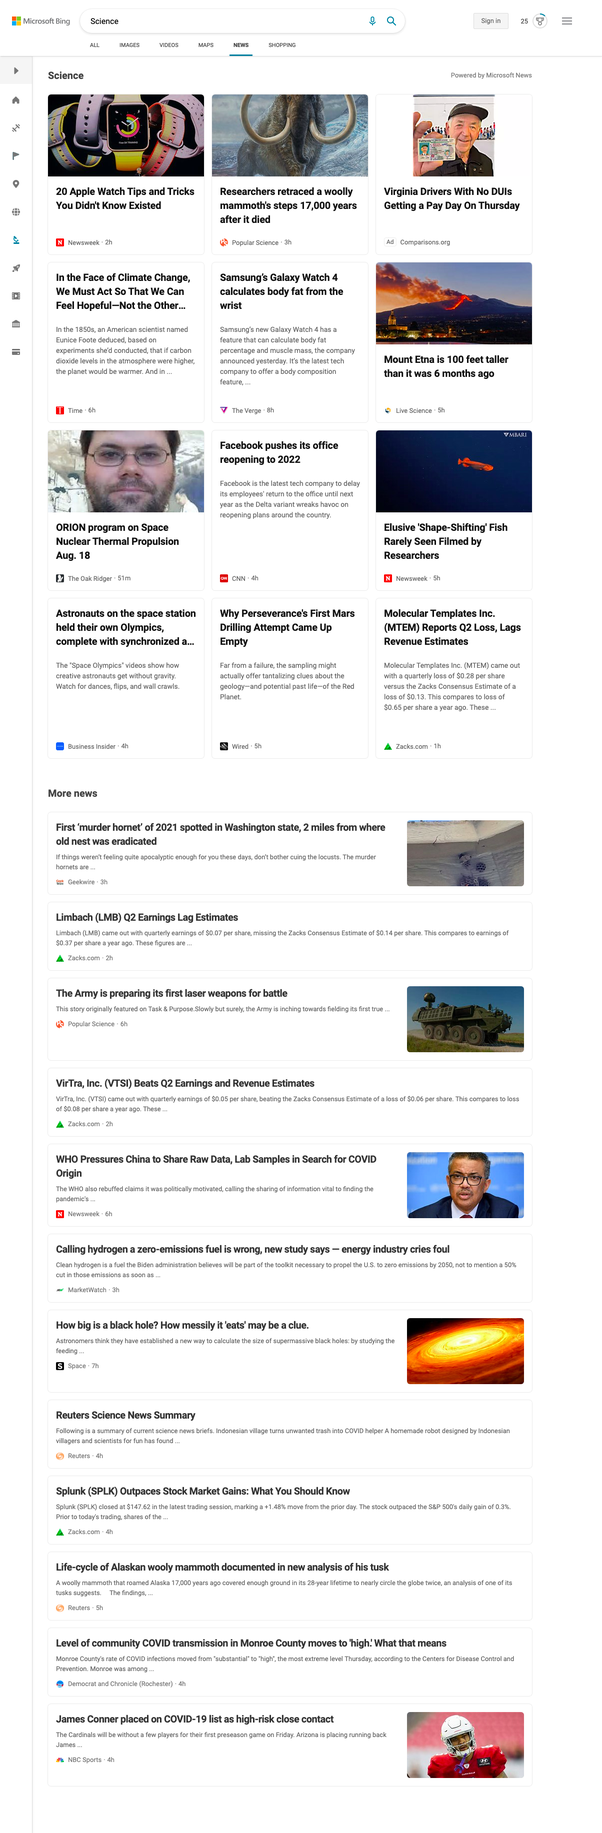 Microsoft Bing
Science
Sign in
25
ALL
IMAGES
VIDEOS
MAPS
NEWS
SHOPPING
Science
Powered by Microsoft News
20 Apple Watch Tips and Tricks
You Didn't Know Existed
Newsweek · 2h
Researchers retraced a woolly
mammoth's steps 17,000 years
after it died
Popular Science · 3h
Virginia Drivers With No DUIs
Getting a Pay Day On Thursday
Ad Comparisons.org
In the Face of Climate Change,
We Must Act So That We Can
Feel Hopeful—Not the Other...
In the 1850s, an American scientist named
Eunice Foote deduced, based on
experiments she'd conducted, that if carbon
dioxide levels in the atmosphere were higher,
the planet would be warmer. And in ...
Time · 6h
Samsung's Galaxy Watch 4
calculates body fat from the
wrist
Samsung's new Galaxy Watch 4 has a
feature that can calculate body fat
percentage and muscle mass, the company
announced yesterday. It's the latest tech
company to offer a body composition
feature, ...
The Verge · 8h
Mount Etna is 100 feet taller
than it was 6 months ago
Live Science · 5h
ORION program on Space
Nuclear Thermal Propulsion
Aug. 18
The Oak Ridger · 51m
Facebook pushes its office
reopening to 2022
Facebook is the latest tech company to delay
its employees' return to the office until next
year as the Delta variant wreaks havoc on
reopening plans around the country.
CNN · 4h
MBARI
Elusive 'Shape-Shifting' Fish
Rarely Seen Filmed by
Researchers
Newsweek · 5h
Astronauts on the space station
held their own Olympics,
complete with synchronized a...
The "Space Olympics" videos show how
creative astronauts get without gravity.
Watch for dances, flips, and wall crawls.
Business Insider · 4h
Why Perseverance's First Mars
Drilling Attempt Came Up
Empty
Far from a failure, the sampling might
actually offer tantalizing clues about the
geology—and potential past life—of the Red
Planet.
Wired · 5h
Molecular Templates Inc.
(MTEM) Reports Q2 Loss, Lags
Revenue Estimates
Molecular Templates Inc. (MTEM) came out
with a quarterly loss of $0.28 per share
versus the Zacks Consensus Estimate of a
loss of $0.13. This compares to loss of
$0.65 per share a year ago. These ...
Zacks.com · 1h
More news
First 'murder hornet' of 2021 spotted in Washington state, 2 miles from where
old nest was eradicated
If things weren't feeling quite apocalyptic enough for you these days, don't bother cuing the locusts. The murder
hornets are ...
Geekwire · 3h
Limbach (LMB) Q2 Earnings Lag Estimates
Limbach (LMB) came out with quarterly earnings of $0.07 per share, missing the Zacks Consensus Estimate of $0.14 per share. This compares to earnings of
$0.37 per share a year ago. These figures are ...
Zacks.com · 2h
The Army is preparing its first laser weapons for battle
This story originally featured on Task & Purpose.Slowly but surely, the Army is inching towards fielding its first true ...
Popular Science · 6h
VirTra, Inc. (VTSI) Beats Q2 Earnings and Revenue Estimates
VirTra, Inc. (VTSI) came out with quarterly earnings of $0.05 per share, beating the Zacks Consensus Estimate of a loss of $0.06 per share. This compares to loss
of $0.08 per share a year ago. These ...
Zacks.com · 2h
WHO Pressures China to Share Raw Data, Lab Samples in Search for COVID
Origin
The WHO also rebuffed claims it was politically motivated, calling the sharing of information vital to finding the
pandemic's ...
Newsweek · 6h
Calling hydrogen a zero-emissions fuel is wrong, new study says — energy industry cries foul
Clean hydrogen is a fuel the Biden administration believes will be part of the toolkit necessary to propel the U.S. to zero emissions by 2050, not to mention a 50%
cut in those emissions as soon as ...
MarketWatch · 3h
How big is a black hole? How messily it 'eats' may be a clue.
Astronomers think they have established a new way to calculate the size of supermassive black holes: by studying the
feeding ...
Space · 7h
Reuters Science News Summary
Following is a summary of current science news briefs. Indonesian village turns unwanted trash into COVID helper A homemade robot designed by Indonesian
villagers and scientists for fun has found ...
Reuters · 4h
Splunk (SPLK) Outpaces Stock Market Gains: What You Should Know
Splunk (SPLK) closed at $147.62 in the latest trading session, marking a +1.48% move from the prior day. The stock outpaced the S&P 500's daily gain of 0.3%.
Prior to today's trading, shares of the ...
Zacks.com · 4h
Life-cycle of Alaskan wooly mammoth documented in new analysis of his tusk
A woolly mammoth that roamed Alaska 17,000 years ago covered enough ground in its 28-year lifetime to nearly circle the globe twice, an analysis of one of its
tusks suggests. The findings, ...
Reuters · 5h
Level of community COVID transmission in Monroe County moves to 'high.' What that means
Monroe County's rate of COVID infections moved from "substantial" to "high", the most extreme level Thursday, according to the Centers for Disease Control and
Prevention. Monroe was among ...
Democrat and Chronicle (Rochester) · 4h
James Conner placed on COVID-19 list as high-risk close contact
The Cardinals will be without a few players for their first preseason game on Friday. Arizona is placing running back
James ...
NBC Sports · 4h